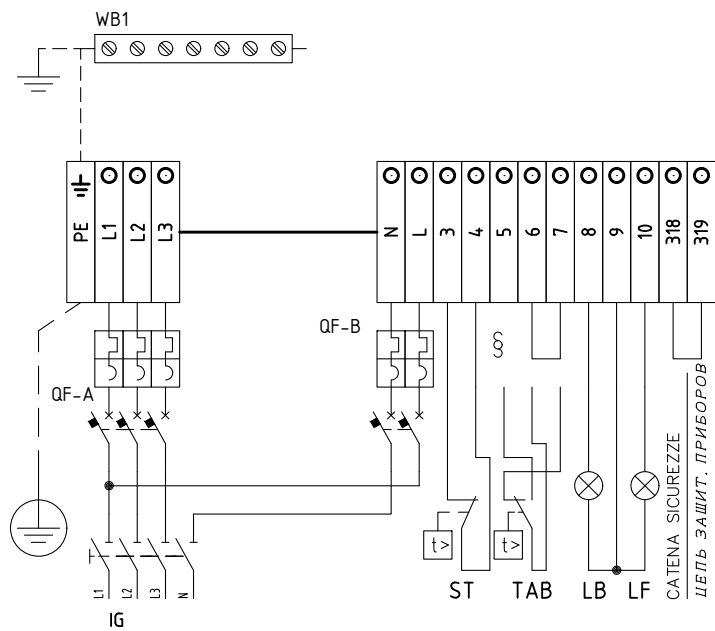 WB1
PE L1 L2 L3
N L 3 4 5 6 7 8 9 10 318 319
QF-B
§
QF-A
t>
t>
CATENA SICUREZZE
ЦЕПЬ ЗАЩИТ. ПРИБОРОВ
L1 L2 L3 N
ST TAB LB LF
IG